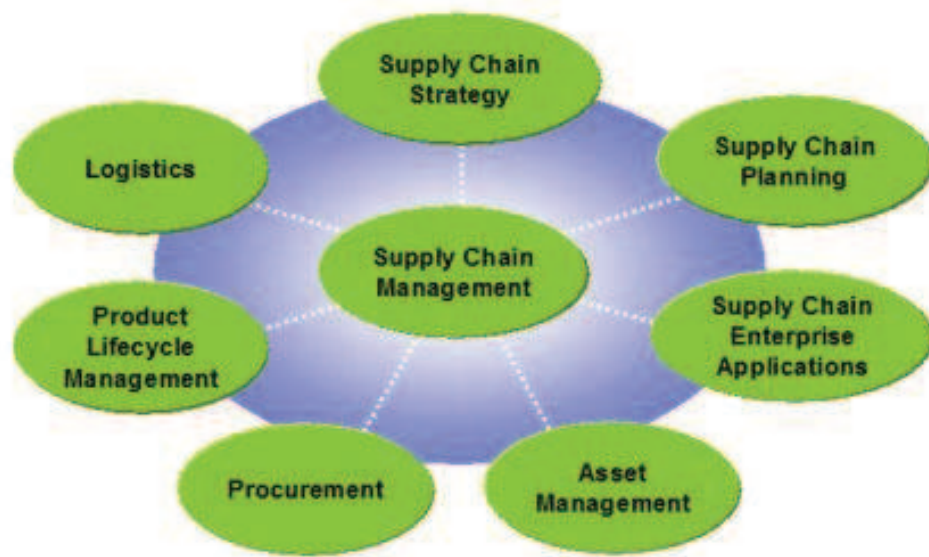 Supply Chain
Strategy
Logistics
Supply Chain
Planning
Supply Chain
Management
Product
Lifecycle
Management
Supply Chain
Enterprise
Applications
Procurement
Asset
Management